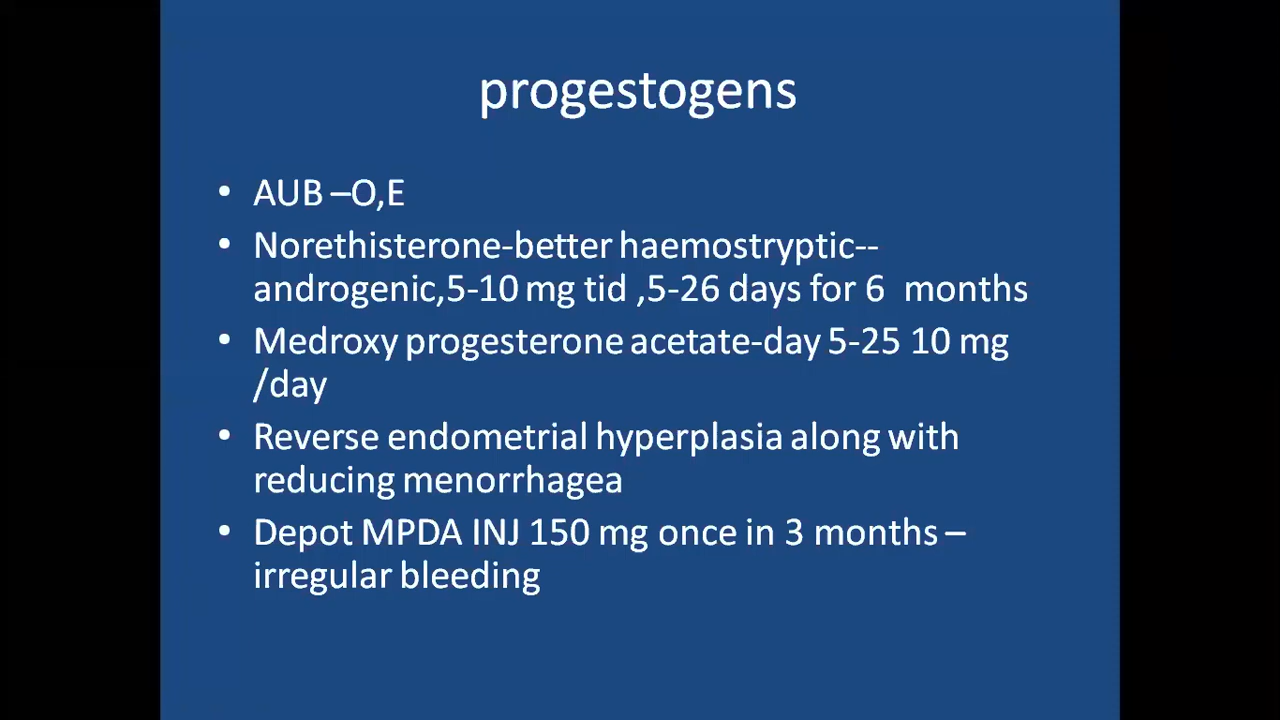 progestogens
• AUB –O,E
• Norethisterone-better haemostryptic--
androgenic,5-10 mg tid ,5-26 days for 6 months
• Medroxy progesterone acetate-day 5-25 10 mg
/day
• Reverse endometrial hyperplasia along with
reducing menorrhagea
• Depot MPDA INJ 150 mg once in 3 months –
irregular bleeding